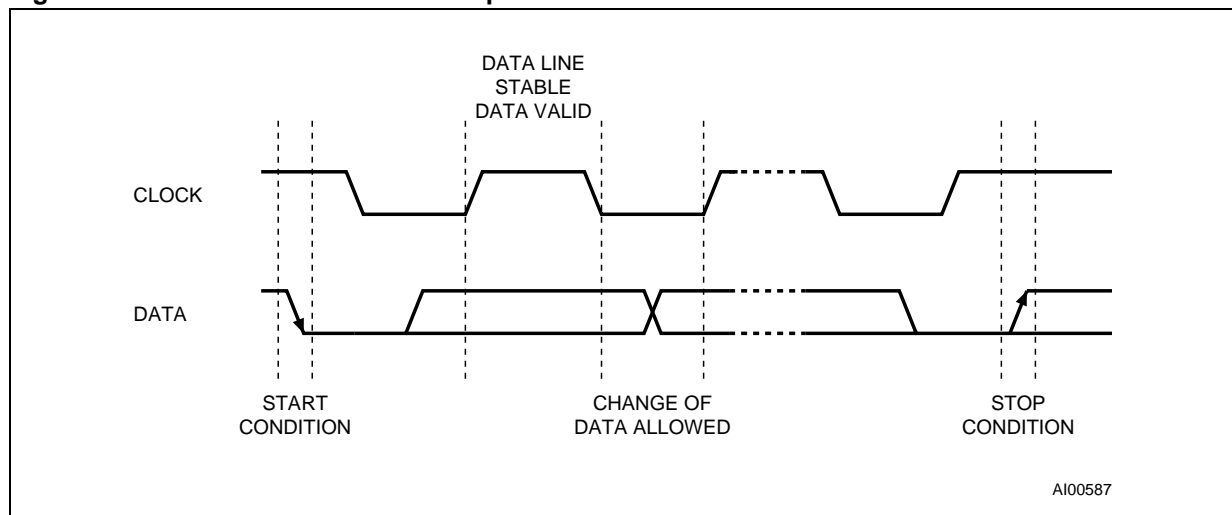 DATA LINE
STABLE
DATA VALID
CLOCK
DATA
START
CONDITION
CHANGE OF
DATA ALLOWED
STOP
CONDITION
AI00587